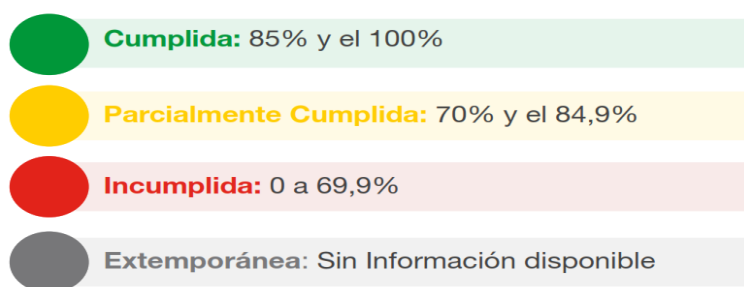 Cumplida: 85% y el 100%
Parcialmente Cumplida: 70% y el 84,9%
Incumplida: 0 a 69,9%
Extemporánea: Sin Información disponible